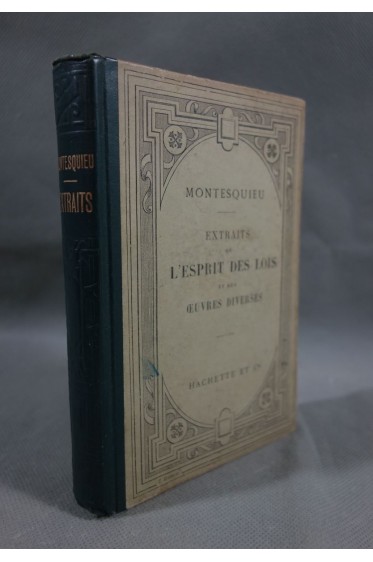 MONTESQUIEU
EXTRAITS
MONTESQUIEU
EXTRAITS
DE
L'ESPRIT DES LOIS
ET DES
ŒUVRES DIVERSES
HACHETTE ET Cie